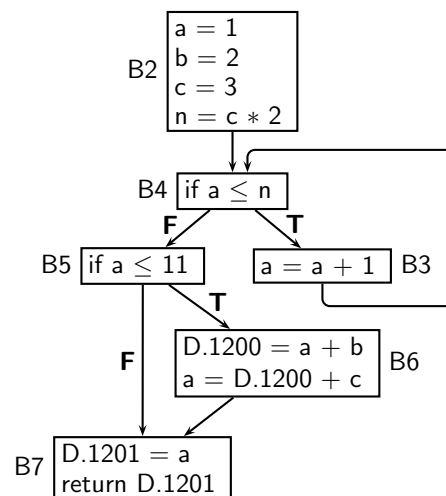 B2
a = 1
b = 2
c = 3
n = c ∗ 2
B4
if a ≤ n
F
T
B5
if a ≤ 11
a = a + 1
B3
T
F
D.1200 = a + b
a = D.1200 + c
B6
B7
D.1201 = a
return D.1201